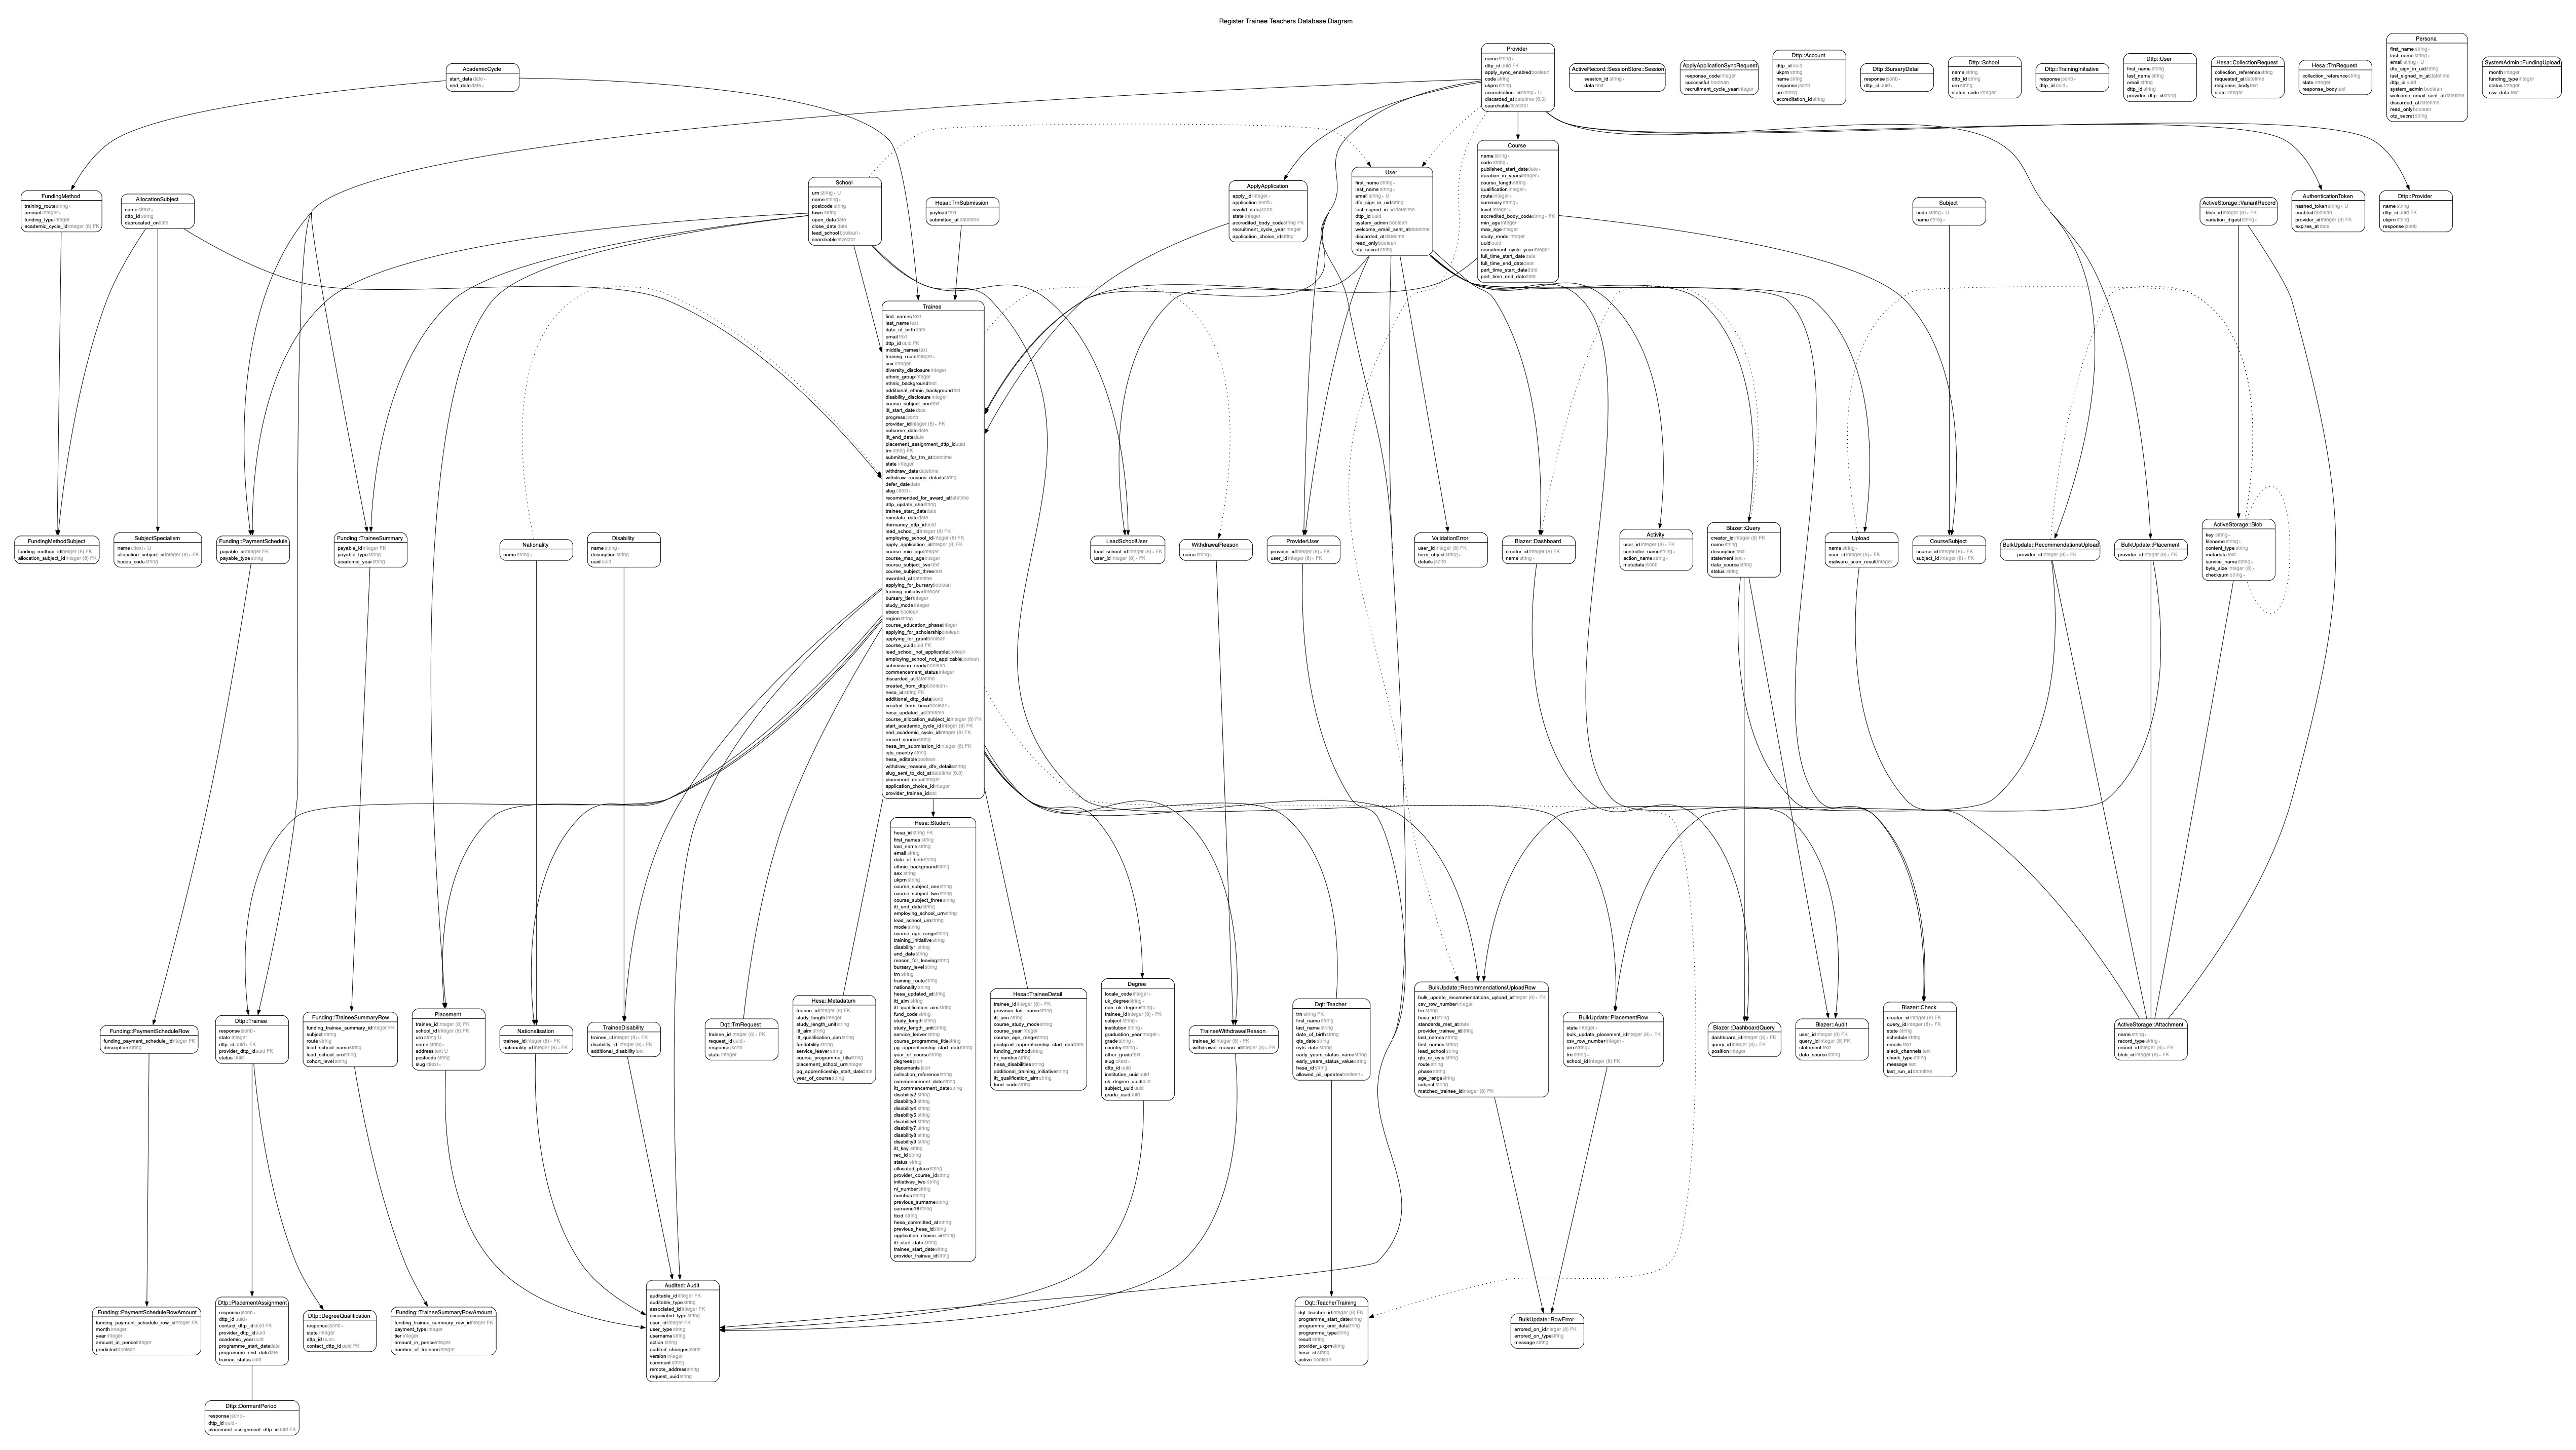 Register Trainee Teachers Database Diagram
AcademicCycle
start_date date ∗
end_date date ∗
Provider
name string ∗
dttp_id uuid FK
apply_sync_enabled boolean
code string
ukprn string
accreditation_id string ∗ U
discarded_at datetime (6,0)
searchable tsvector
ActiveRecord::SessionStore::Session
session_id string ∗
data text
ApplyApplicationSyncRequest
response_code integer
successful boolean
recruitment_cycle_year integer
Dttp::Account
dttp_id uuid
ukprn string
name string
response jsonb
urn string
accreditation_id string
Dttp::BursaryDetail
response jsonb ∗
dttp_id uuid ∗
Dttp::School
name string
dttp_id string
urn string
status_code integer
Dttp::TrainingInitiative
response jsonb ∗
dttp_id uuid ∗
Dttp::User
first_name string
last_name string
email string
dttp_id string
provider_dttp_id string
Hesa::CollectionRequest
collection_reference string
requested_at datetime
response_body text
state integer
Hesa::TrnRequest
collection_reference string
state integer
response_body text
Persona
first_name string ∗
last_name string ∗
email string ∗ U
dfe_sign_in_uid string
last_signed_in_at datetime
dttp_id uuid
system_admin boolean
welcome_email_sent_at datetime
discarded_at datetime
read_only boolean
otp_secret string
SystemAdmin::FundingUpload
month integer
funding_type integer
status integer
csv_data text
FundingMethod
training_route string ∗
amount integer ∗
funding_type integer
academic_cycle_id integer (8) FK
AllocationSubject
name citext ∗
dttp_id string
deprecated_on date
School
urn string ∗ U
name string ∗
postcode string
town string
open_date date
close_date date
lead_school boolean ∗
searchable tsvector
Hesa::TrnSubmission
payload text
submitted_at datetime
ApplyApplication
apply_id integer ∗
application jsonb ∗
invalid_data jsonb
state integer
accredited_body_code string FK
recruitment_cycle_year integer
application_choice_id string
User
first_name string ∗
last_name string ∗
email string ∗ U
dfe_sign_in_uid string
last_signed_in_at datetime
dttp_id uuid
system_admin boolean
welcome_email_sent_at datetime
discarded_at datetime
read_only boolean
otp_secret string
Course
name string ∗
code string ∗
published_start_date date ∗
duration_in_years integer ∗
course_length string
qualification integer ∗
route integer ∗
summary string ∗
level integer ∗
accredited_body_code string ∗ FK
min_age integer
max_age integer
study_mode integer
uuid uuid
recruitment_cycle_year integer
full_time_start_date date
full_time_end_date date
part_time_start_date date
part_time_end_date date
Subject
code string ∗ U
name string ∗
ActiveStorage::VariantRecord
blob_id integer (8) ∗ FK
variation_digest string ∗
AuthenticationToken
hashed_token string ∗ U
enabled boolean
provider_id integer (8) ∗ FK
expires_at date
Dttp::Provider
name string
dttp_id uuid FK
ukprn string
response jsonb
Trainee
first_names text
last_name text
date_of_birth date
email text
dttp_id uuid FK
middle_names text
training_route integer ∗
sex integer
diversity_disclosure integer
ethnic_group integer
ethnic_background text
additional_ethnic_background text
disability_disclosure integer
course_subject_one text
itt_start_date date
progress jsonb
provider_id integer (8) ∗ FK
outcome_date date
itt_end_date date
placement_assignment_dttp_id uuid
trn string FK
submitted_for_trn_at datetime
state integer
withdraw_date datetime
withdraw_reasons_details string
defer_date date
slug citext ∗
recommended_for_award_at datetime
dttp_update_sha string
trainee_start_date date
reinstate_date date
dormancy_dttp_id uuid
lead_school_id integer (8) FK
employing_school_id integer (8) FK
apply_application_id integer (8) FK
course_min_age integer
course_max_age integer
course_subject_two text
course_subject_three text
awarded_at datetime
applying_for_bursary boolean
training_initiative integer
bursary_tier integer
study_mode integer
ebacc boolean
region string
course_education_phase integer
applying_for_scholarship boolean
applying_for_grant boolean
course_uuid uuid FK
lead_school_not_applicable boolean
employing_school_not_applicable boolean
submission_ready boolean
commencement_status integer
discarded_at datetime
created_from_dttp boolean ∗
hesa_id string FK
additional_dttp_data jsonb
created_from_hesa boolean ∗
hesa_updated_at datetime
course_allocation_subject_id integer (8) FK
start_academic_cycle_id integer (8) FK
end_academic_cycle_id integer (8) FK
record_source string
hesa_trn_submission_id integer (8) FK
iqts_country string
hesa_editable boolean
withdraw_reasons_dfe_details string
slug_sent_to_dqt_at datetime (6,0)
placement_detail integer
application_choice_id integer
provider_trainee_id text
FundingMethodSubject
funding_method_id integer (8) FK
allocation_subject_id integer (8) FK
SubjectSpecialism
name citext ∗ U
allocation_subject_id integer (8) ∗ FK
hecos_code string
Funding::PaymentSchedule
payable_id integer FK
payable_type string
Funding::TraineeSummary
payable_id integer FK
payable_type string
academic_year string
Nationality
name string ∗
Disability
name string ∗
description string
uuid uuid
LeadSchoolUser
lead_school_id integer (8) ∗ FK
user_id integer (8) ∗ FK
WithdrawalReason
name string ∗
ProviderUser
provider_id integer (8) ∗ FK
user_id integer (8) ∗ FK
ValidationError
user_id integer (8) FK
form_object string ∗
details jsonb
Blazer::Dashboard
creator_id integer (8) FK
name string ∗
Activity
user_id integer (8) ∗ FK
controller_name string ∗
action_name string ∗
metadata jsonb
Blazer::Query
creator_id integer (8) FK
name string
description text
statement text ∗
data_source string ∗
status string
Upload
name string ∗
user_id integer (8) ∗ FK
malware_scan_result integer
CourseSubject
course_id integer (8) ∗ FK
subject_id integer (8) ∗ FK
BulkUpdate::RecommendationsUpload
provider_id integer (8) ∗ FK
BulkUpdate::Placement
provider_id integer (8) ∗ FK
ActiveStorage::Blob
key string ∗
filename string ∗
content_type string
metadata text
service_name string ∗
byte_size integer (8) ∗
checksum string ∗
Hesa::Student
hesa_id string FK
first_names string
last_name string
email string
date_of_birth string
ethnic_background string
sex string
ukprn string
course_subject_one string
course_subject_two string
course_subject_three string
itt_end_date string
employing_school_urn string
lead_school_urn string
mode string
course_age_range string
training_initiative string
disability1 string
end_date string
reason_for_leaving string
bursary_level string
trn string
training_route string
nationality string
hesa_updated_at string
itt_aim string
itt_qualification_aim string
fund_code string
study_length string
study_length_unit string
service_leaver string
course_programme_title string
pg_apprenticeship_start_date string
year_of_course string
degrees json
placements json
collection_reference string
commencement_date string
itt_commencement_date string
disability2 string
disability3 string
disability4 string
disability5 string
disability6 string
disability7 string
disability8 string
disability9 string
itt_key string
rec_id string
status string
allocated_place string
provider_course_id string
initiatives_two string
ni_number string
numhus string
previous_surname string
surname16 string
ttcid string
hesa_committed_at string
previous_hesa_id string
application_choice_id string
itt_start_date string
trainee_start_date string
provider_trainee_id string
Funding::PaymentScheduleRow
funding_payment_schedule_id integer FK
description string
Dttp::Trainee
response jsonb ∗
state integer
dttp_id uuid ∗ FK
provider_dttp_id uuid FK
status uuid
Funding::TraineeSummaryRow
funding_trainee_summary_id integer FK
subject string
route string
lead_school_name string
lead_school_urn string
cohort_level string
Placement
trainee_id integer (8) FK
school_id integer (8) FK
urn string U
name string ∗
address text U
postcode string
slug citext ∗
Nationalisation
trainee_id integer (8) ∗ FK
nationality_id integer (8) ∗ FK
TraineeDisability
trainee_id integer (8) ∗ FK
disability_id integer (8) ∗ FK
additional_disability text
Dqt::TrnRequest
trainee_id integer (8) ∗ FK
request_id uuid ∗
response jsonb
state integer
Hesa::Metadatum
trainee_id integer (8) FK
study_length integer
study_length_unit string
itt_aim string
itt_qualification_aim string
fundability string
service_leaver string
course_programme_title string
placement_school_urn integer
pg_apprenticeship_start_date date
year_of_course string
Hesa::TraineeDetail
trainee_id integer (8) ∗ FK
previous_last_name string
itt_aim string
course_study_mode string
course_year integer
course_age_range string
postgrad_apprenticeship_start_date date
funding_method string
ni_number string
hesa_disabilities string
additional_training_initiative string
itt_qualification_aim string
fund_code string
Degree
locale_code integer ∗
uk_degree string ∗
non_uk_degree string ∗
trainee_id integer (8) ∗ FK
subject string ∗
institution string ∗
graduation_year integer ∗
grade string ∗
country string ∗
other_grade text
slug citext ∗
dttp_id uuid
institution_uuid uuid
uk_degree_uuid uuid
subject_uuid uuid
grade_uuid uuid
TraineeWithdrawalReason
trainee_id integer (8) ∗ FK
withdrawal_reason_id integer (8) ∗ FK
Dqt::Teacher
trn string FK
first_name string
last_name string
date_of_birth string
qts_date string
eyts_date string
early_years_status_name string
early_years_status_value string
hesa_id string
allowed_pii_updates boolean ∗
BulkUpdate::RecommendationsUploadRow
bulk_update_recommendations_upload_id integer (8) ∗ FK
csv_row_number integer
trn string
hesa_id string
standards_met_at date
provider_trainee_id string
last_names string
first_names string
lead_school string
qts_or_eyts string
route string
phase string
age_range string
subject string
matched_trainee_id integer (8) FK
BulkUpdate::PlacementRow
state integer ∗
bulk_update_placement_id integer (8) ∗ FK
csv_row_number integer ∗
urn string ∗
trn string ∗
school_id integer (8) FK
Blazer::DashboardQuery
dashboard_id integer (8) ∗ FK
query_id integer (8) ∗ FK
position integer
Blazer::Audit
user_id integer (8) FK
query_id integer (8) FK
statement text
data_source string
Blazer::Check
creator_id integer (8) FK
query_id integer (8) ∗ FK
state string
schedule string
emails text
slack_channels text
check_type string
message text
last_run_at datetime
ActiveStorage::Attachment
name string ∗
record_type string ∗
record_id integer (8) ∗ FK
blob_id integer (8) ∗ FK
Audited::Audit
auditable_id integer FK
auditable_type string
associated_id integer FK
associated_type string
user_id integer FK
user_type string
username string
action string
audited_changes jsonb
version integer
comment string
remote_address string
request_uuid string
Funding::PaymentScheduleRowAmount
funding_payment_schedule_row_id integer FK
month integer
year integer
amount_in_pence integer
predicted boolean
Dttp::PlacementAssignment
response jsonb ∗
dttp_id uuid ∗
contact_dttp_id uuid FK
provider_dttp_id uuid
academic_year uuid
programme_start_date date
programme_end_date date
trainee_status uuid
Dttp::DegreeQualification
response jsonb ∗
state integer
dttp_id uuid ∗
contact_dttp_id uuid FK
Funding::TraineeSummaryRowAmount
funding_trainee_summary_row_id integer FK
payment_type integer
tier integer
amount_in_pence integer
number_of_trainees integer
Dqt::TeacherTraining
dqt_teacher_id integer (8) FK
programme_start_date string
programme_end_date string
programme_type string
result string
provider_ukprn string
hesa_id string
active boolean
BulkUpdate::RowError
errored_on_id integer (8) FK
errored_on_type string
message string
Dttp::DormantPeriod
response jsonb ∗
dttp_id uuid ∗
placement_assignment_dttp_id uuid FK